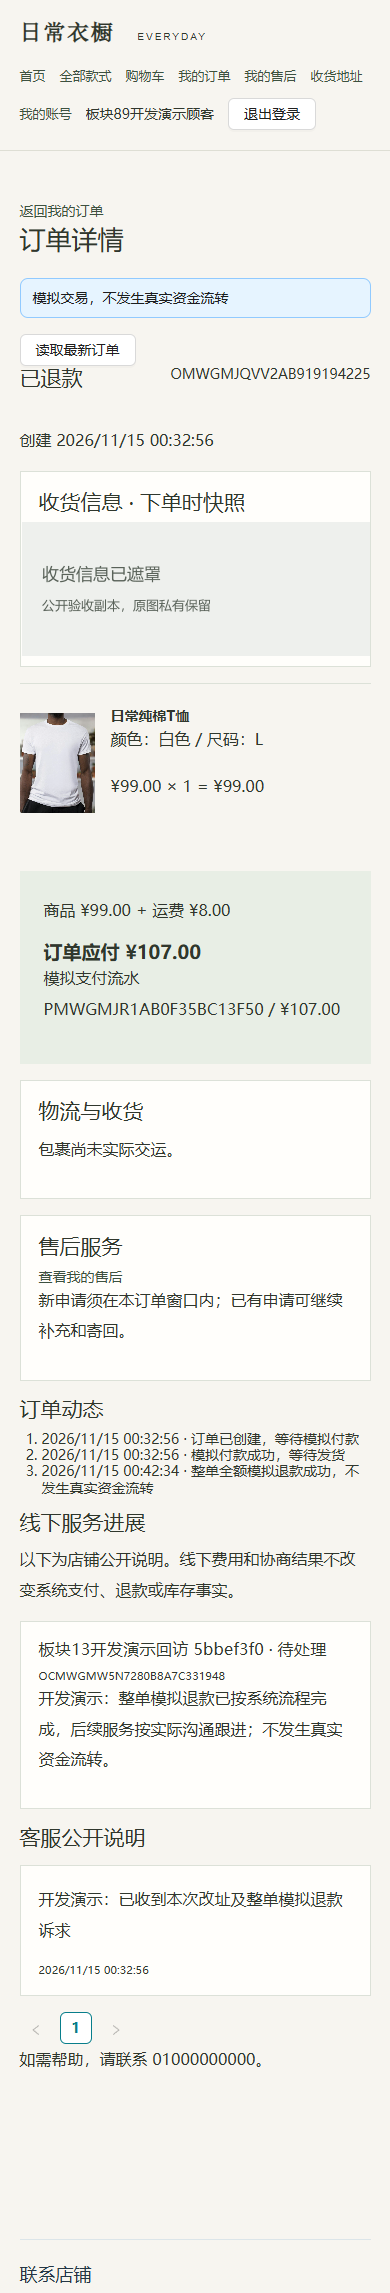 日常衣橱 EVERYDAY
首页 全部款式 购物车 我的订单 我的售后 收货地址
我的账号 板块89开发演示顾客 退出登录
返回我的订单
订单详情
模拟交易，不发生真实资金流转
读取最新订单
已退款 OMWGMJQVV2AB919194225
创建 2026/11/15 00:32:56
收货信息 · 下单时快照
收货信息已遮罩
公开验收副本，原图私有保留
日常纯棉T恤
颜色：白色 / 尺码：L
¥99.00 × 1 = ¥99.00
商品 ¥99.00 + 运费 ¥8.00
订单应付 ¥107.00
模拟支付流水
PMWGMJR1AB0F35BC13F50 / ¥107.00
物流与收货
包裹尚未实际交运。
售后服务
查看我的售后
新申请须在本订单窗口内；已有申请可继续
补充和寄回。
订单动态
1. 2026/11/15 00:32:56 · 订单已创建，等待模拟付款
2. 2026/11/15 00:32:56 · 模拟付款成功，等待发货
3. 2026/11/15 00:42:34 · 整单全额模拟退款成功，不
发生真实资金流转
线下服务进展
以下为店铺公开说明。线下费用和协商结果不改
变系统支付、退款或库存事实。
板块13开发演示回访 5bbef3f0 · 待处理
OCMWGMW5N7280B8A7C331948
开发演示：整单模拟退款已按系统流程完
成，后续服务按实际沟通跟进；不发生真实
资金流转。
客服公开说明
开发演示：已收到本次改址及整单模拟退款
诉求
2026/11/15 00:32:56
< 1 >
如需帮助，请联系 01000000000。
联系店铺